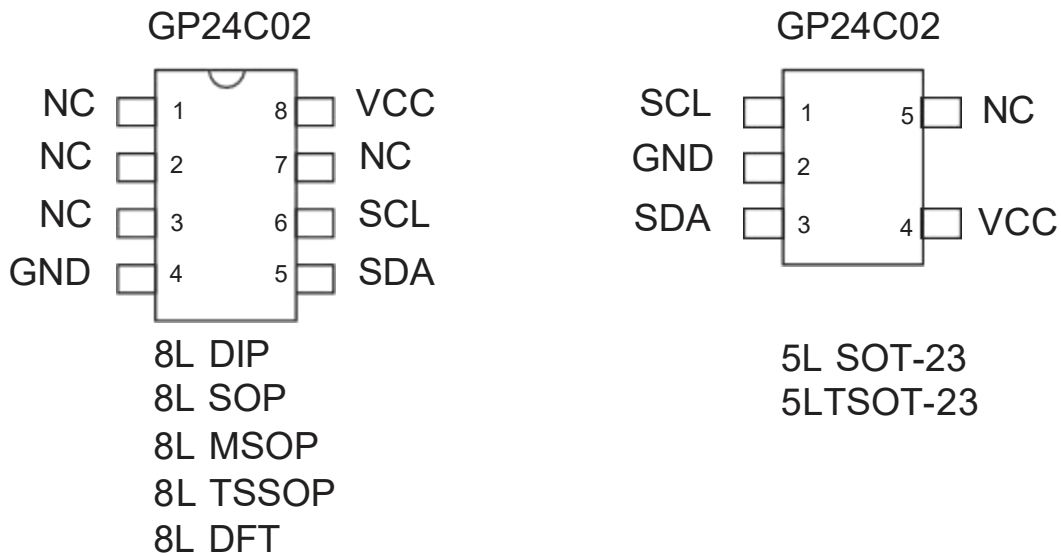 GP24C02
NC 1 8 VCC
NC 2 7 NC
NC 3 6 SCL
GND 4 5 SDA
8L DIP
8L SOP
8L MSOP
8L TSSOP
8L DFT
GP24C02
SCL 1 5 NC
GND 2
SDA 3 4 VCC
5L SOT-23
5LTSOT-23